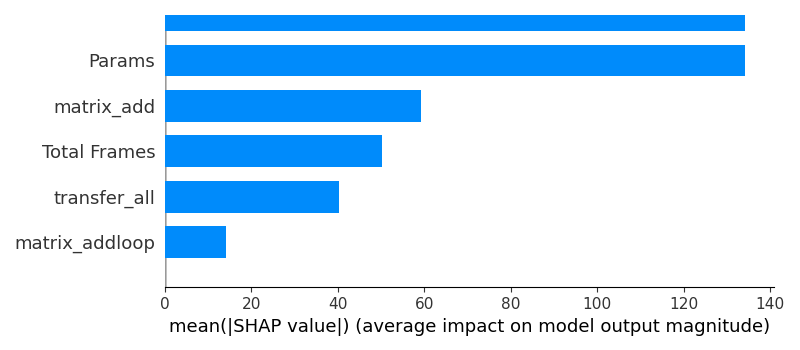 Params
matrix_add
Total Frames
transfer_all
matrix_addloop
0 20 40 60 80 100 120 140
mean(|SHAP value|) (average impact on model output magnitude)